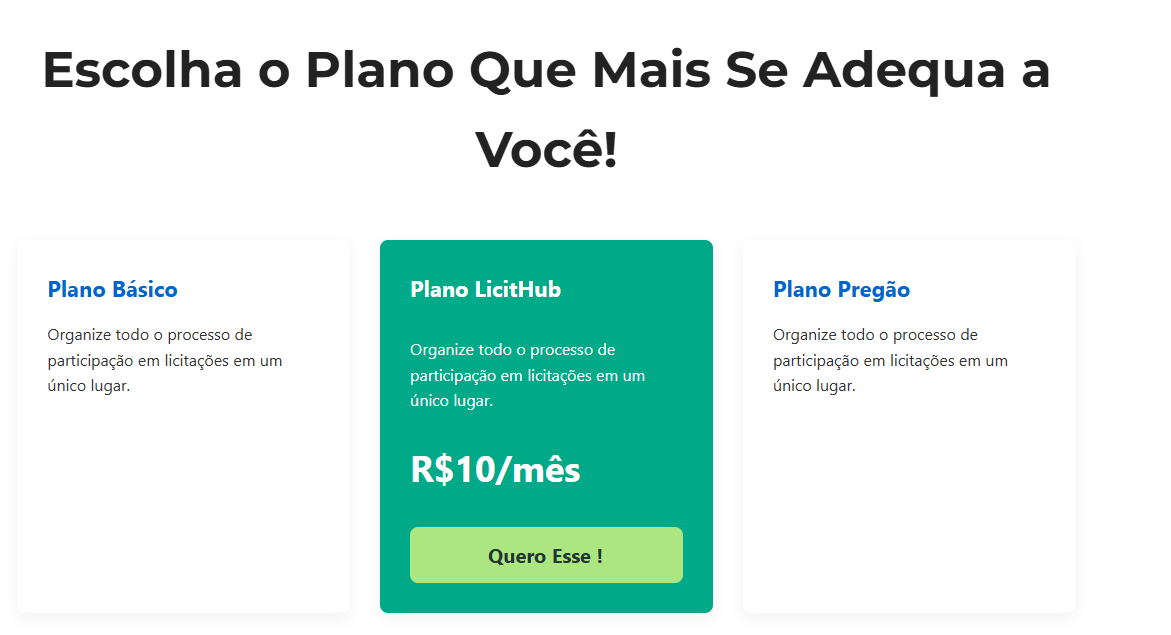 Escolha o Plano Que Mais Se Adequa a
Você!
Plano Básico
Organize todo o processo de
participação em licitações em um
único lugar.
Plano LicitHub
Organize todo o processo de
participação em licitações em um
único lugar.
R$10/mês
Quero Esse !
Plano Pregão
Organize todo o processo de
participação em licitações em um
único lugar.